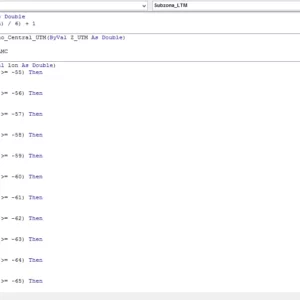 Subzona_LTM
s Double
) / 6) + 1
o_Central_UTM(ByVal Z_UTM As Double)
MC
l lon As Double)
>= -55) Then
>= -56) Then
>= -57) Then
>= -58) Then
>= -59) Then
>= -60) Then
>= -61) Then
>= -62) Then
>= -63) Then
>= -64) Then
>= -65) Then